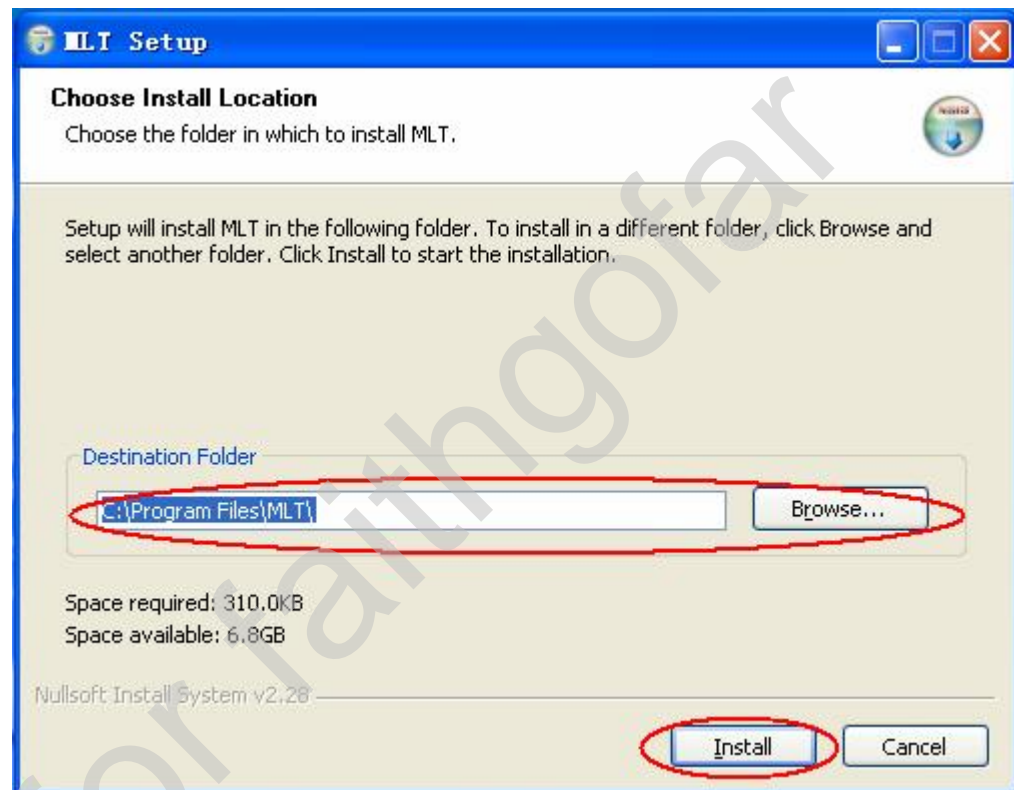 MLT Setup
Choose Install Location
Choose the folder in which to install MLT.
Setup will install MLT in the following folder. To install in a different folder, click Browse and
select another folder. Click Install to start the installation.
Destination Folder
C:\Program Files\MLT\
Browse...
Space required: 310.0KB
Space available: 6.8GB
Nullsoft Install System v2.28
Install
Cancel
for faithgofar